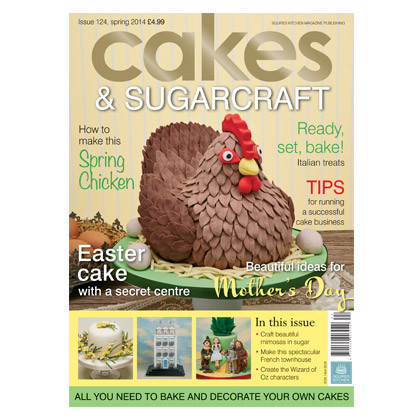 Issue 124, spring 2014 £4.99
SQUIRES KITCHEN MAGAZINE PUBLISHING
cakes
& SUGARCRAFT
How to
make this
Spring
Chicken
Ready,
set, bake!
Italian treats
TIPS
for running
a successful
cake business
Easter
cake
with a secret centre
Beautiful ideas for
Mother's Day
In this issue
• Craft beautiful
mimosas in sugar
• Make this spectacular
French townhouse
• Create the Wizard of
Oz characters
SQUIRES
KITCHEN
ALL YOU NEED TO BAKE AND DECORATE YOUR OWN CAKES